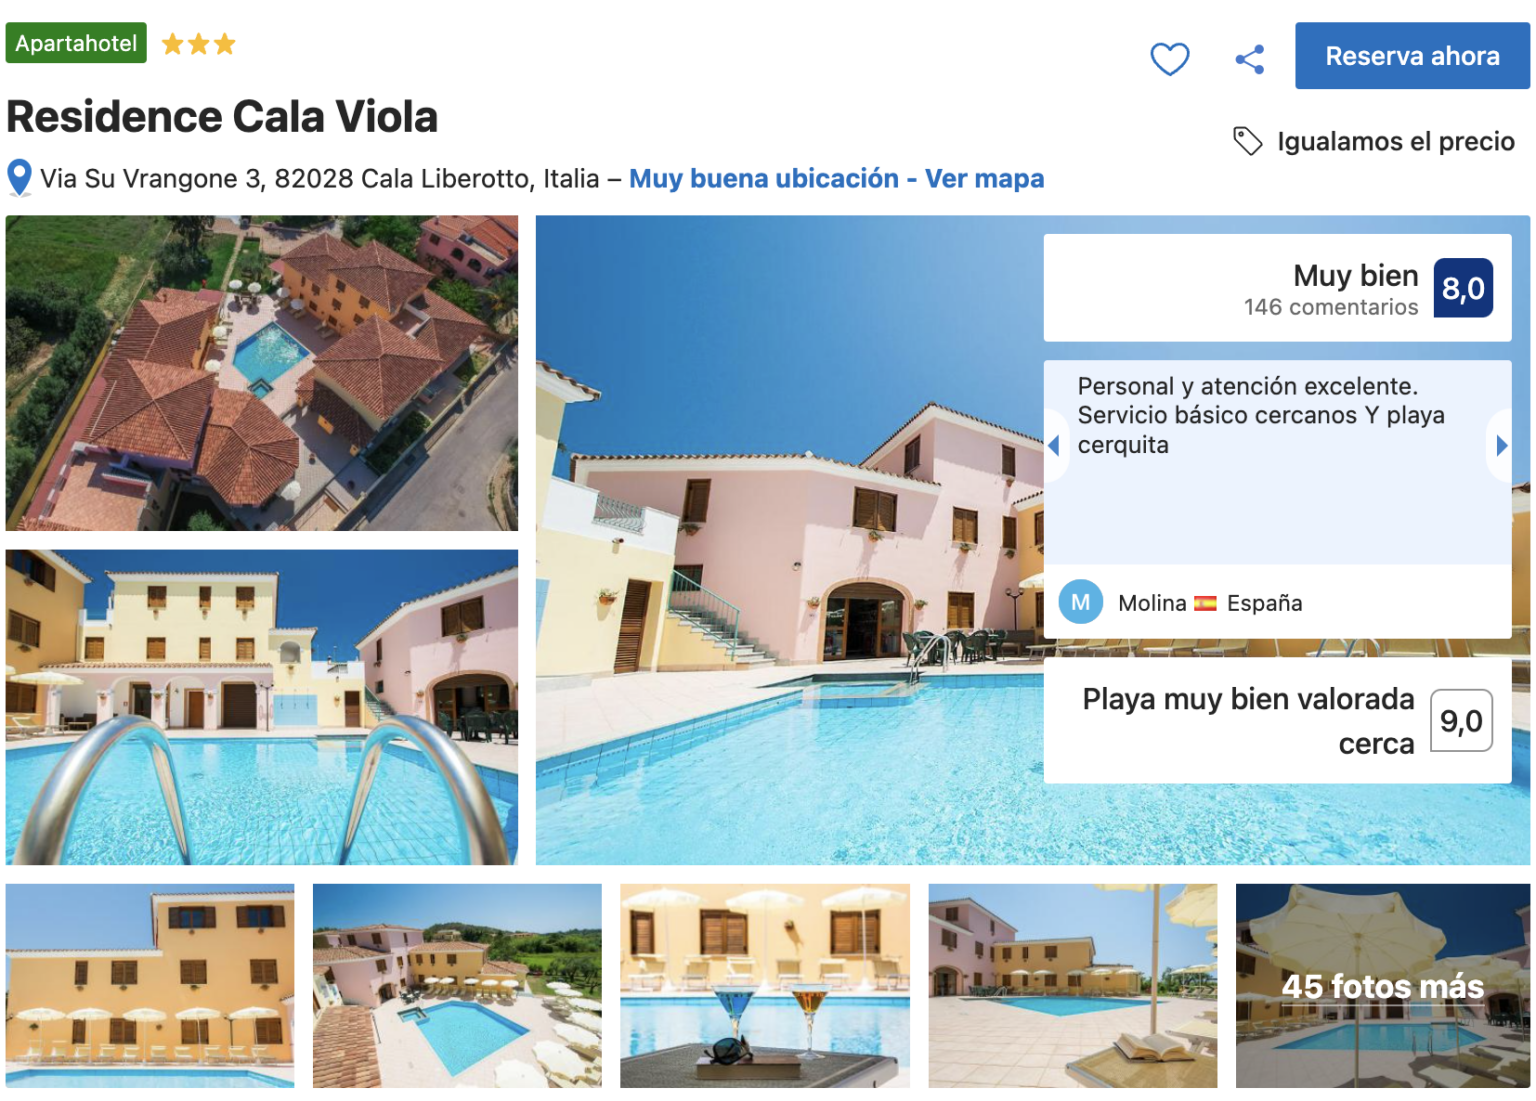 Apartahotel
Reserva ahora
Residence Cala Viola
Igualamos el precio
Via Su Vrangone 3, 82028 Cala Liberotto, Italia – Muy buena ubicación - Ver mapa
Muy bien
146 comentarios
8,0
Personal y atención excelente.
Servicio básico cercanos Y playa
cerquita
M
Molina España
Playa muy bien valorada
cerca
9,0
45 fotos más